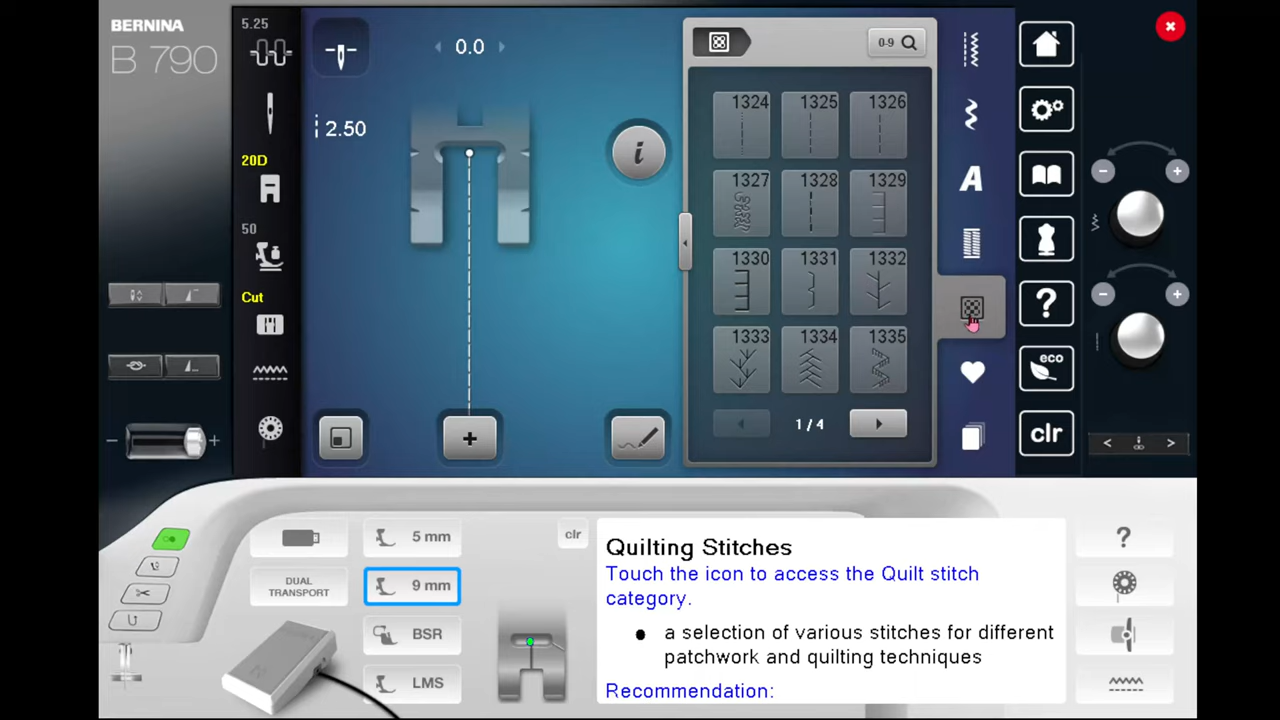 BERNINA
B 790
5.25
20D
50
Cut
0.0
2.50
i
+
0-9
1324
1325
1326
1327
1328
1329
1330
1331
1332
1333
1334
1335
1/4
A
?
eco
clr
−
+
−
+
<
>
−
+
DUAL
TRANSPORT
5 mm
9 mm
BSR
LMS
clr
Quilting Stitches
Touch the icon to access the Quilt stitch
category.
● a selection of various stitches for different
patchwork and quilting techniques
Recommendation:
?